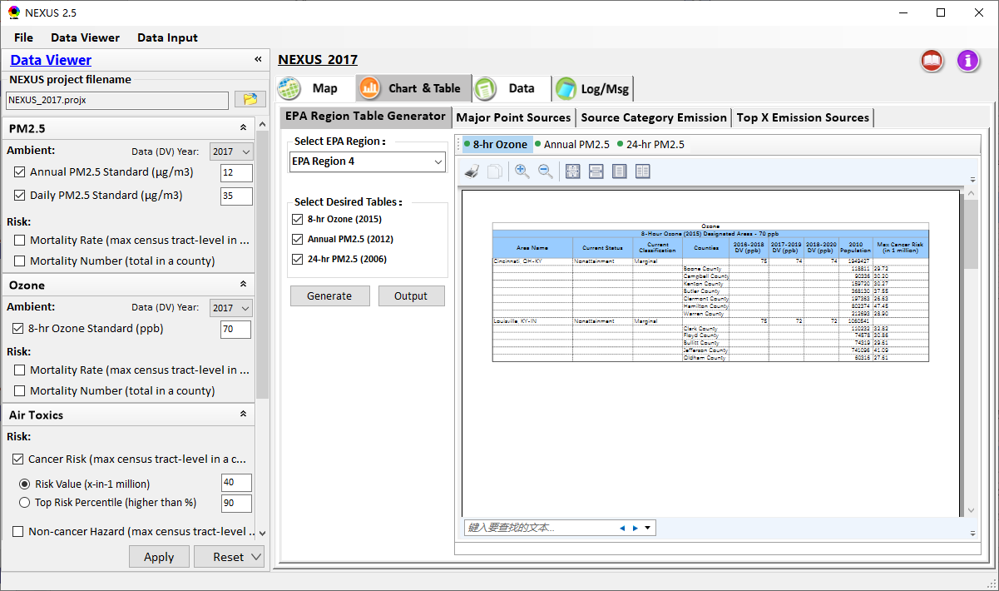 NEXUS 2.5
File Data Viewer Data Input
Data Viewer «
NEXUS project filename
NEXUS_2017.projx
PM2.5
Ambient: Data (DV) Year: 2017
Annual PM2.5 Standard (µg/m3) 12
Daily PM2.5 Standard (µg/m3) 35
Risk:
Mortality Rate (max census tract-level in ...
Mortality Number (total in a county)
Ozone
Ambient: Data (DV) Year: 2017
8-hr Ozone Standard (ppb) 70
Risk:
Mortality Rate (max census tract-level in ...
Mortality Number (total in a county)
Air Toxics
Risk:
Cancer Risk (max census tract-level in a c...
Risk Value (x-in-1 million) 40
Top Risk Percentile (higher than %) 90
Non-cancer Hazard (max census tract-level ..
Apply Reset
NEXUS_2017
Map Chart & Table Data Log/Msg
EPA Region Table Generator Major Point Sources Source Category Emission Top X Emission Sources
Select EPA Region :
EPA Region 4
Select Desired Tables :
8-hr Ozone (2015)
Annual PM2.5 (2012)
24-hr PM2.5 (2006)
Generate Output
8-hr Ozone Annual PM2.5 24-hr PM2.5
Ozone
8-Hour Ozone (2015) Designated Areas - 70 ppb
Area Name Current Status Current Classification Counties 2016-2018 DV (ppb) 2017-2019 DV (ppb) 2018-2020 DV (ppb) 2010 Population Max Cancer Risk (in 1 million)
Cincinnati, OH-KY Nonattainment Marginal 75 74 74 1949427
Boone County 118811 29.72
Campbell County 90336 30.20
Kenton County 159720 30.27
Butler County 368130 37.55
Clermont County 197363 26.63
Hamilton County 802374 47.45
Warren County 212693 28.90
Louisville, KY-IN Nonattainment Marginal 75 72 72 1060541
Clark County 110232 32.82
Floyd County 74578 30.86
Bullitt County 74319 29.61
Jefferson County 741096 41.09
Oldham County 60316 27.61
键入要查找的文本...